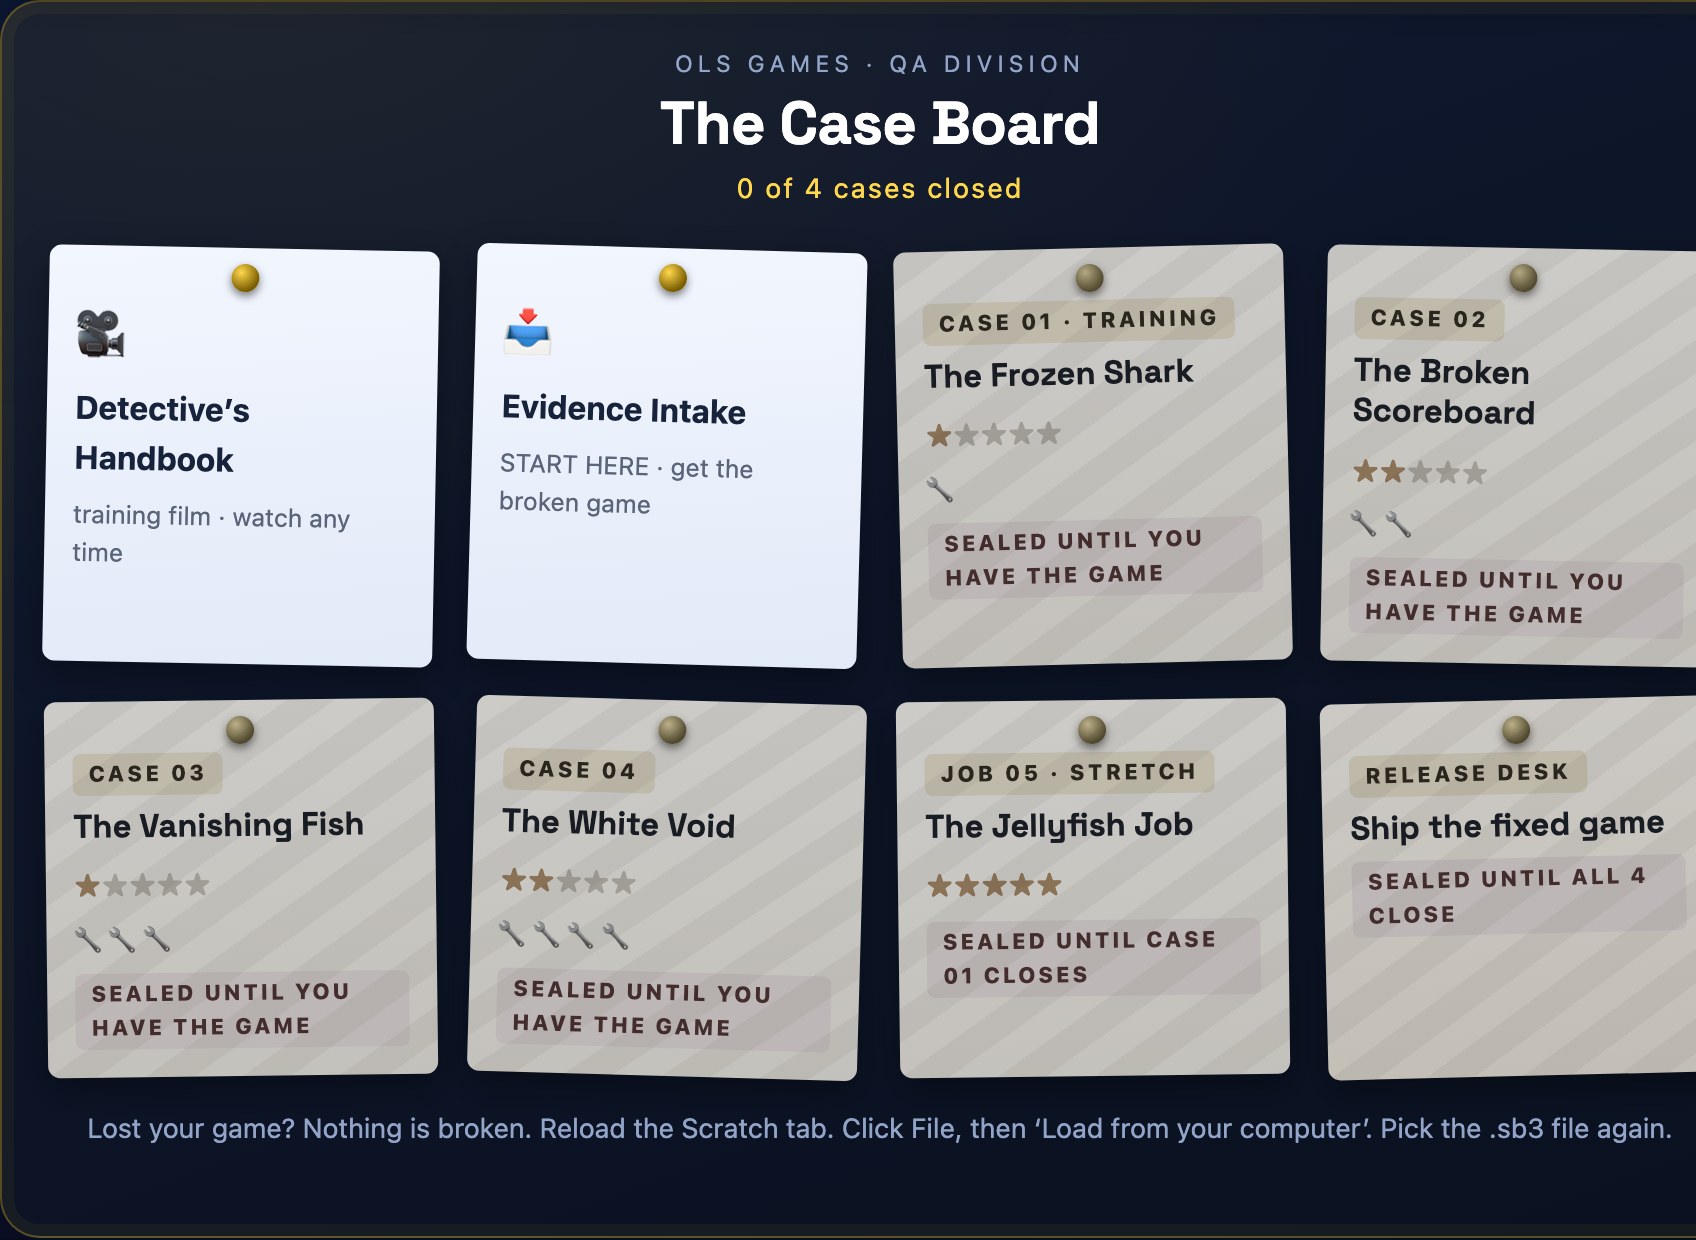 OLS GAMES · QA DIVISION
The Case Board
0 of 4 cases closed
Detective’s
Handbook
training film · watch any
time
Evidence Intake
START HERE · get the
broken game
CASE 01 · TRAINING
The Frozen Shark
SEALED UNTIL YOU
HAVE THE GAME
CASE 02
The Broken
Scoreboard
SEALED UNTIL YOU
HAVE THE GAME
CASE 03
The Vanishing Fish
SEALED UNTIL YOU
HAVE THE GAME
CASE 04
The White Void
SEALED UNTIL YOU
HAVE THE GAME
JOB 05 · STRETCH
The Jellyfish Job
SEALED UNTIL CASE
01 CLOSES
RELEASE DESK
Ship the fixed game
SEALED UNTIL ALL 4
CLOSE
Lost your game? Nothing is broken. Reload the Scratch tab. Click File, then ‘Load from your computer’. Pick the .sb3 file again.